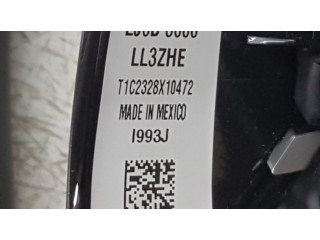 LL3ZHE
T1C2328X10472
MADE IN MEXICO
I993J